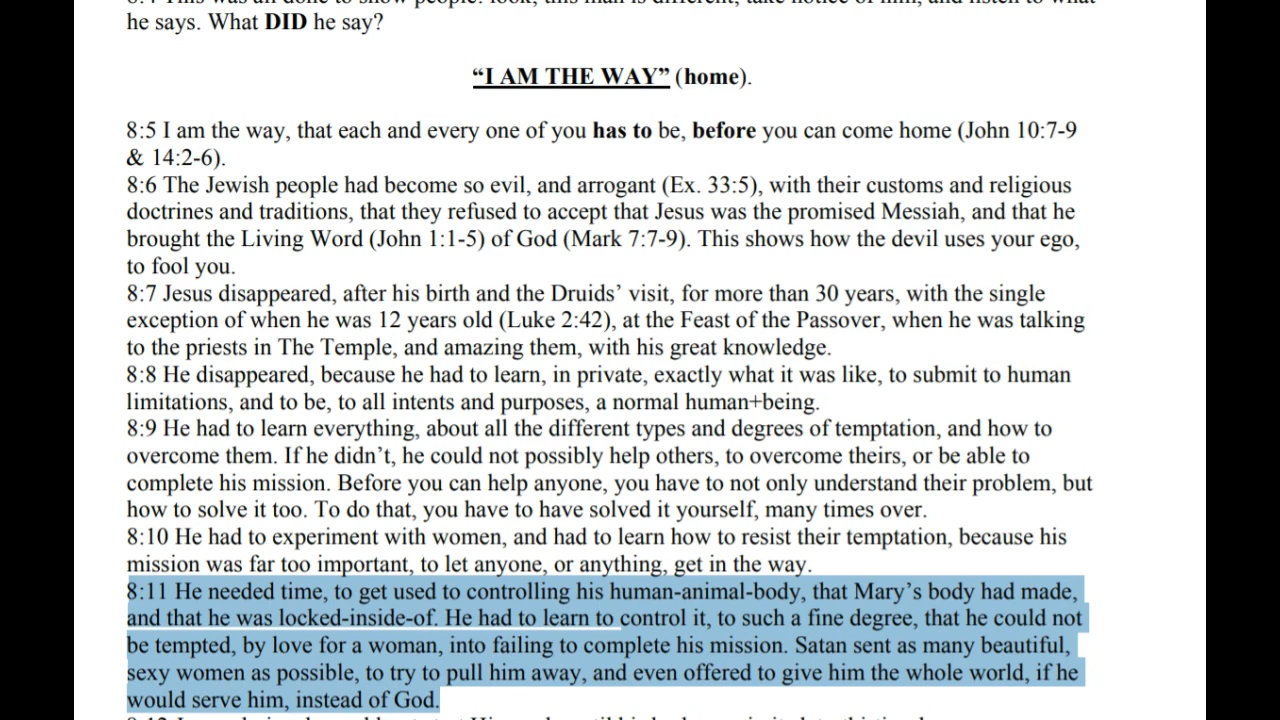 he says. What DID he say?
“I AM THE WAY” (home).
8:5 I am the way, that each and every one of you has to be, before you can come home (John 10:7-9
& 14:2-6).
8:6 The Jewish people had become so evil, and arrogant (Ex. 33:5), with their customs and religious
doctrines and traditions, that they refused to accept that Jesus was the promised Messiah, and that he
brought the Living Word (John 1:1-5) of God (Mark 7:7-9). This shows how the devil uses your ego,
to fool you.
8:7 Jesus disappeared, after his birth and the Druids’ visit, for more than 30 years, with the single
exception of when he was 12 years old (Luke 2:42), at the Feast of the Passover, when he was talking
to the priests in The Temple, and amazing them, with his great knowledge.
8:8 He disappeared, because he had to learn, in private, exactly what it was like, to submit to human
limitations, and to be, to all intents and purposes, a normal human+being.
8:9 He had to learn everything, about all the different types and degrees of temptation, and how to
overcome them. If he didn’t, he could not possibly help others, to overcome theirs, or be able to
complete his mission. Before you can help anyone, you have to not only understand their problem, but
how to solve it too. To do that, you have to have solved it yourself, many times over.
8:10 He had to experiment with women, and had to learn how to resist their temptation, because his
mission was far too important, to let anyone, or anything, get in the way.
8:11 He needed time, to get used to controlling his human-animal-body, that Mary’s body had made,
and that he was locked-inside-of. He had to learn to control it, to such a fine degree, that he could not
be tempted, by love for a woman, into failing to complete his mission. Satan sent as many beautiful,
sexy women as possible, to try to pull him away, and even offered to give him the whole world, if he
would serve him, instead of God.